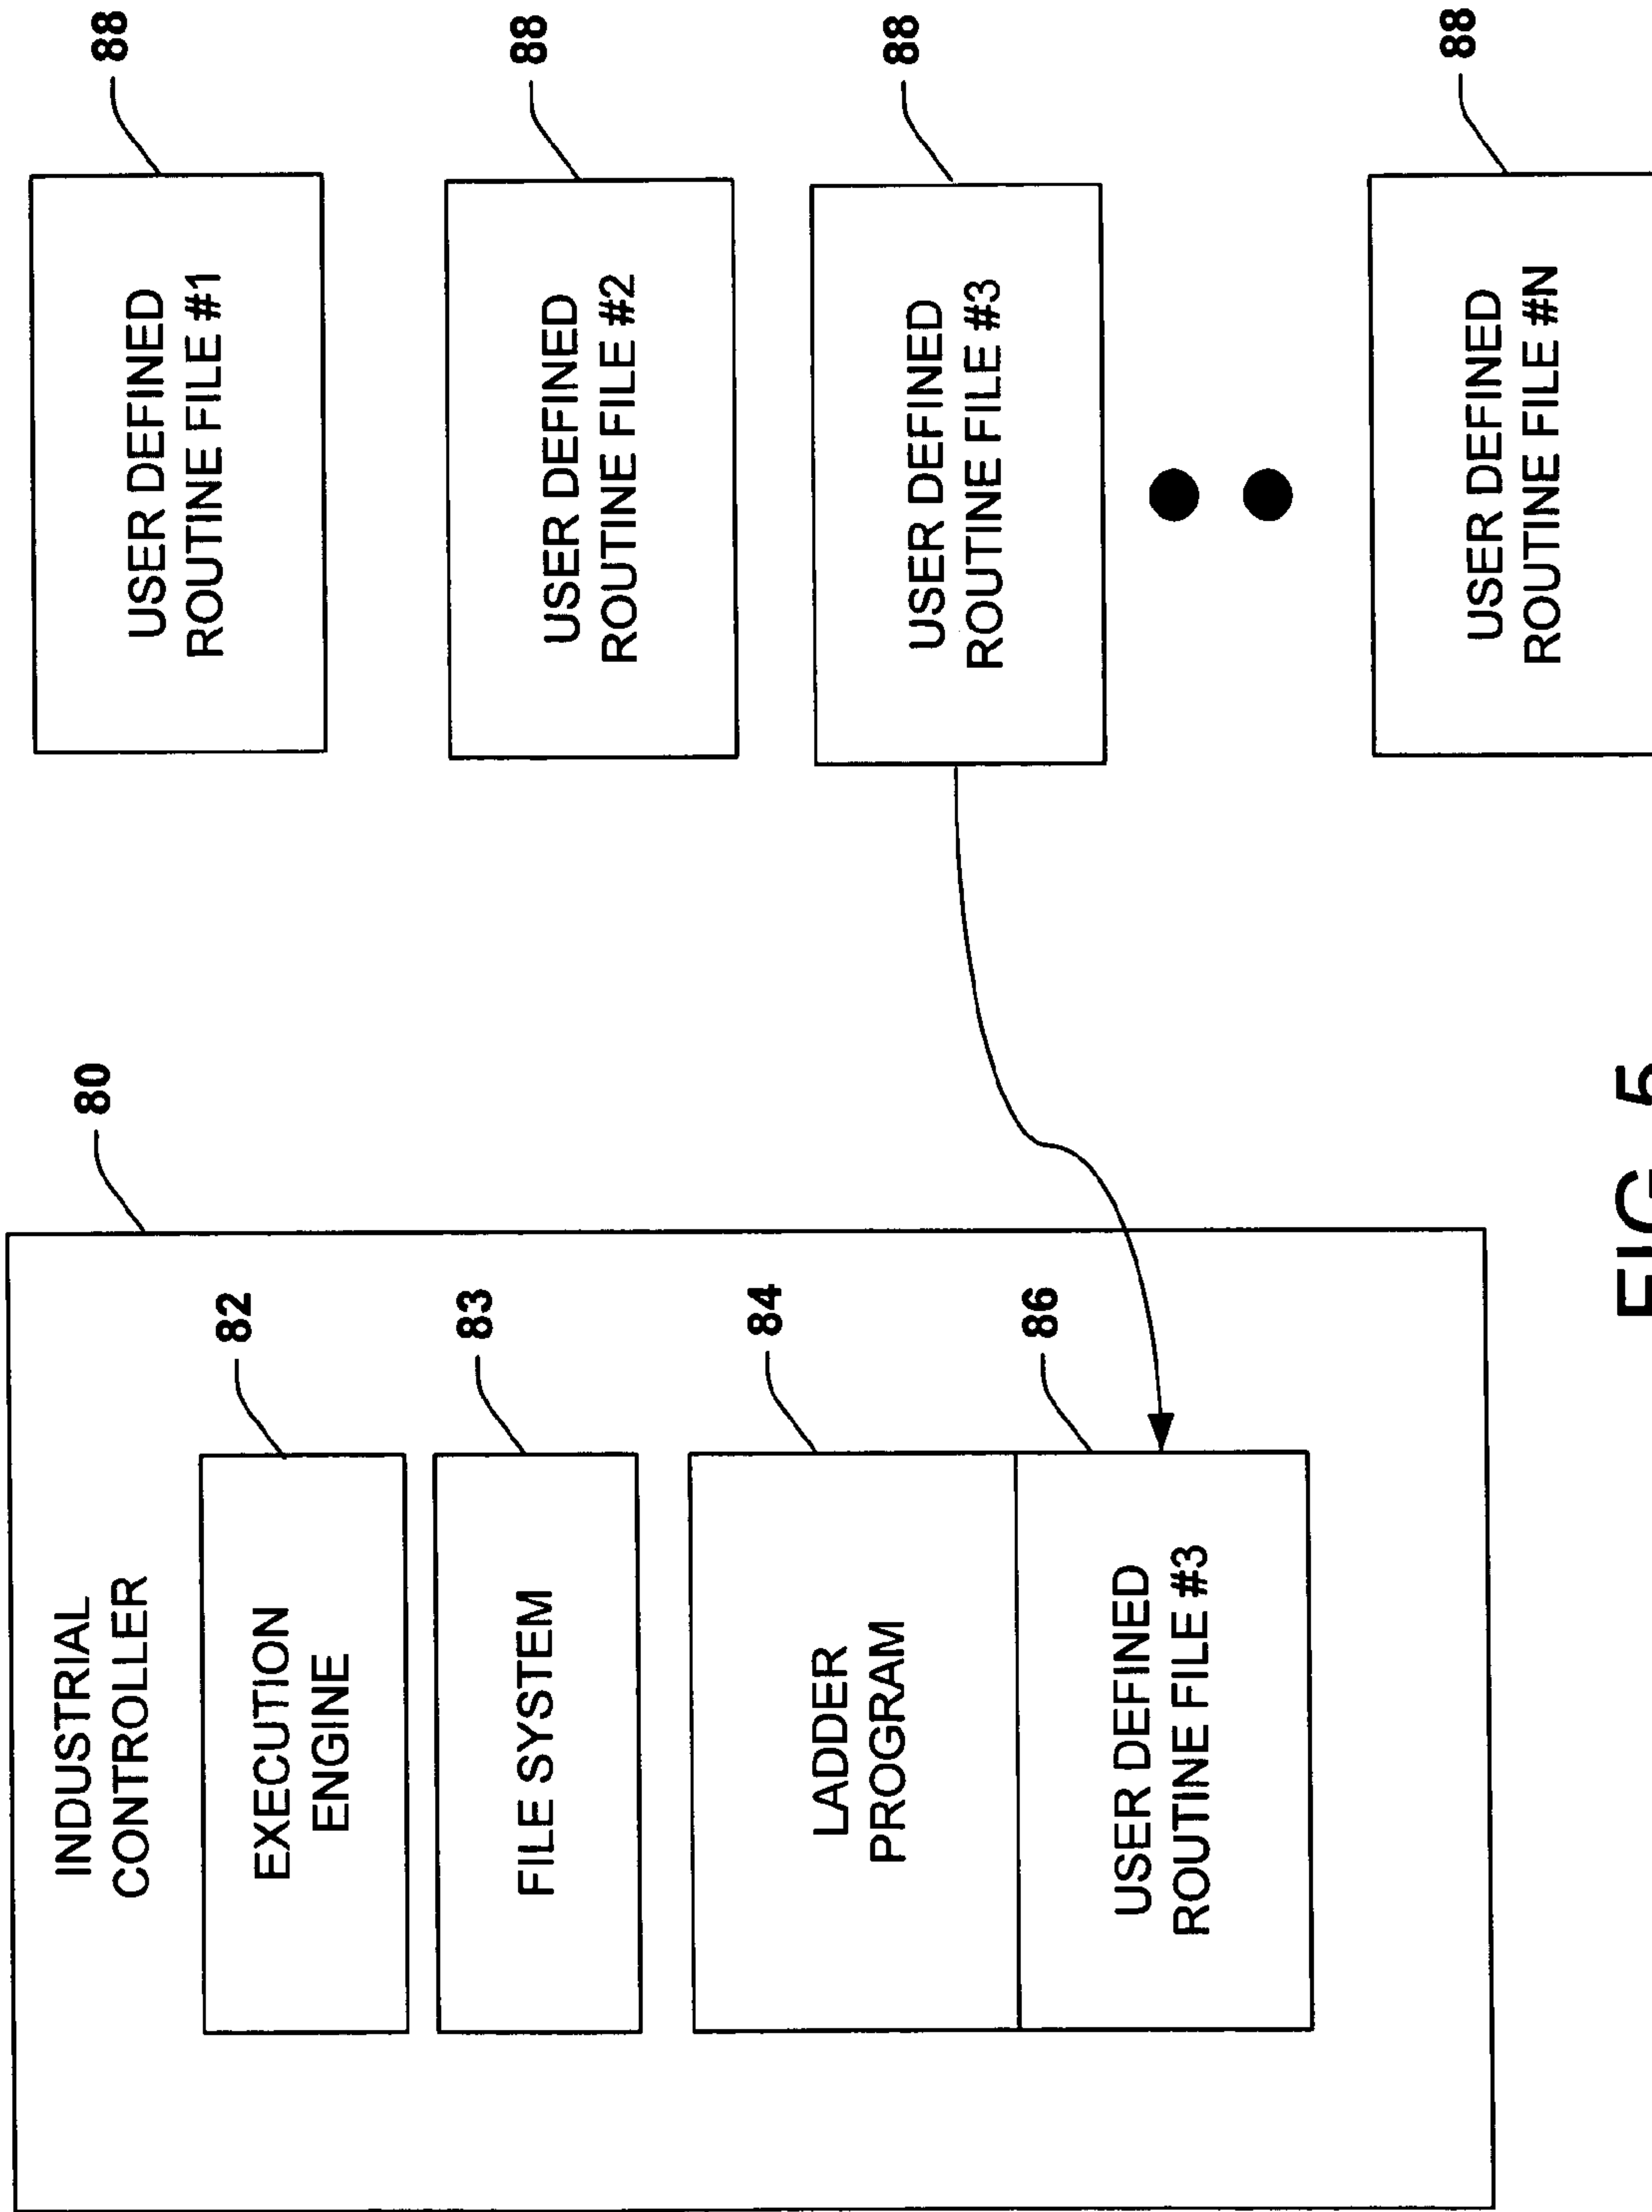 80
INDUSTRIAL
CONTROLLER
82
EXECUTION
ENGINE
83
FILE SYSTEM
84
LADDER
PROGRAM
86
USER DEFINED
ROUTINE FILE #3
88
USER DEFINED
ROUTINE FILE #1
88
USER DEFINED
ROUTINE FILE #2
88
USER DEFINED
ROUTINE FILE #3
88
USER DEFINED
ROUTINE FILE #N
FIG. 5